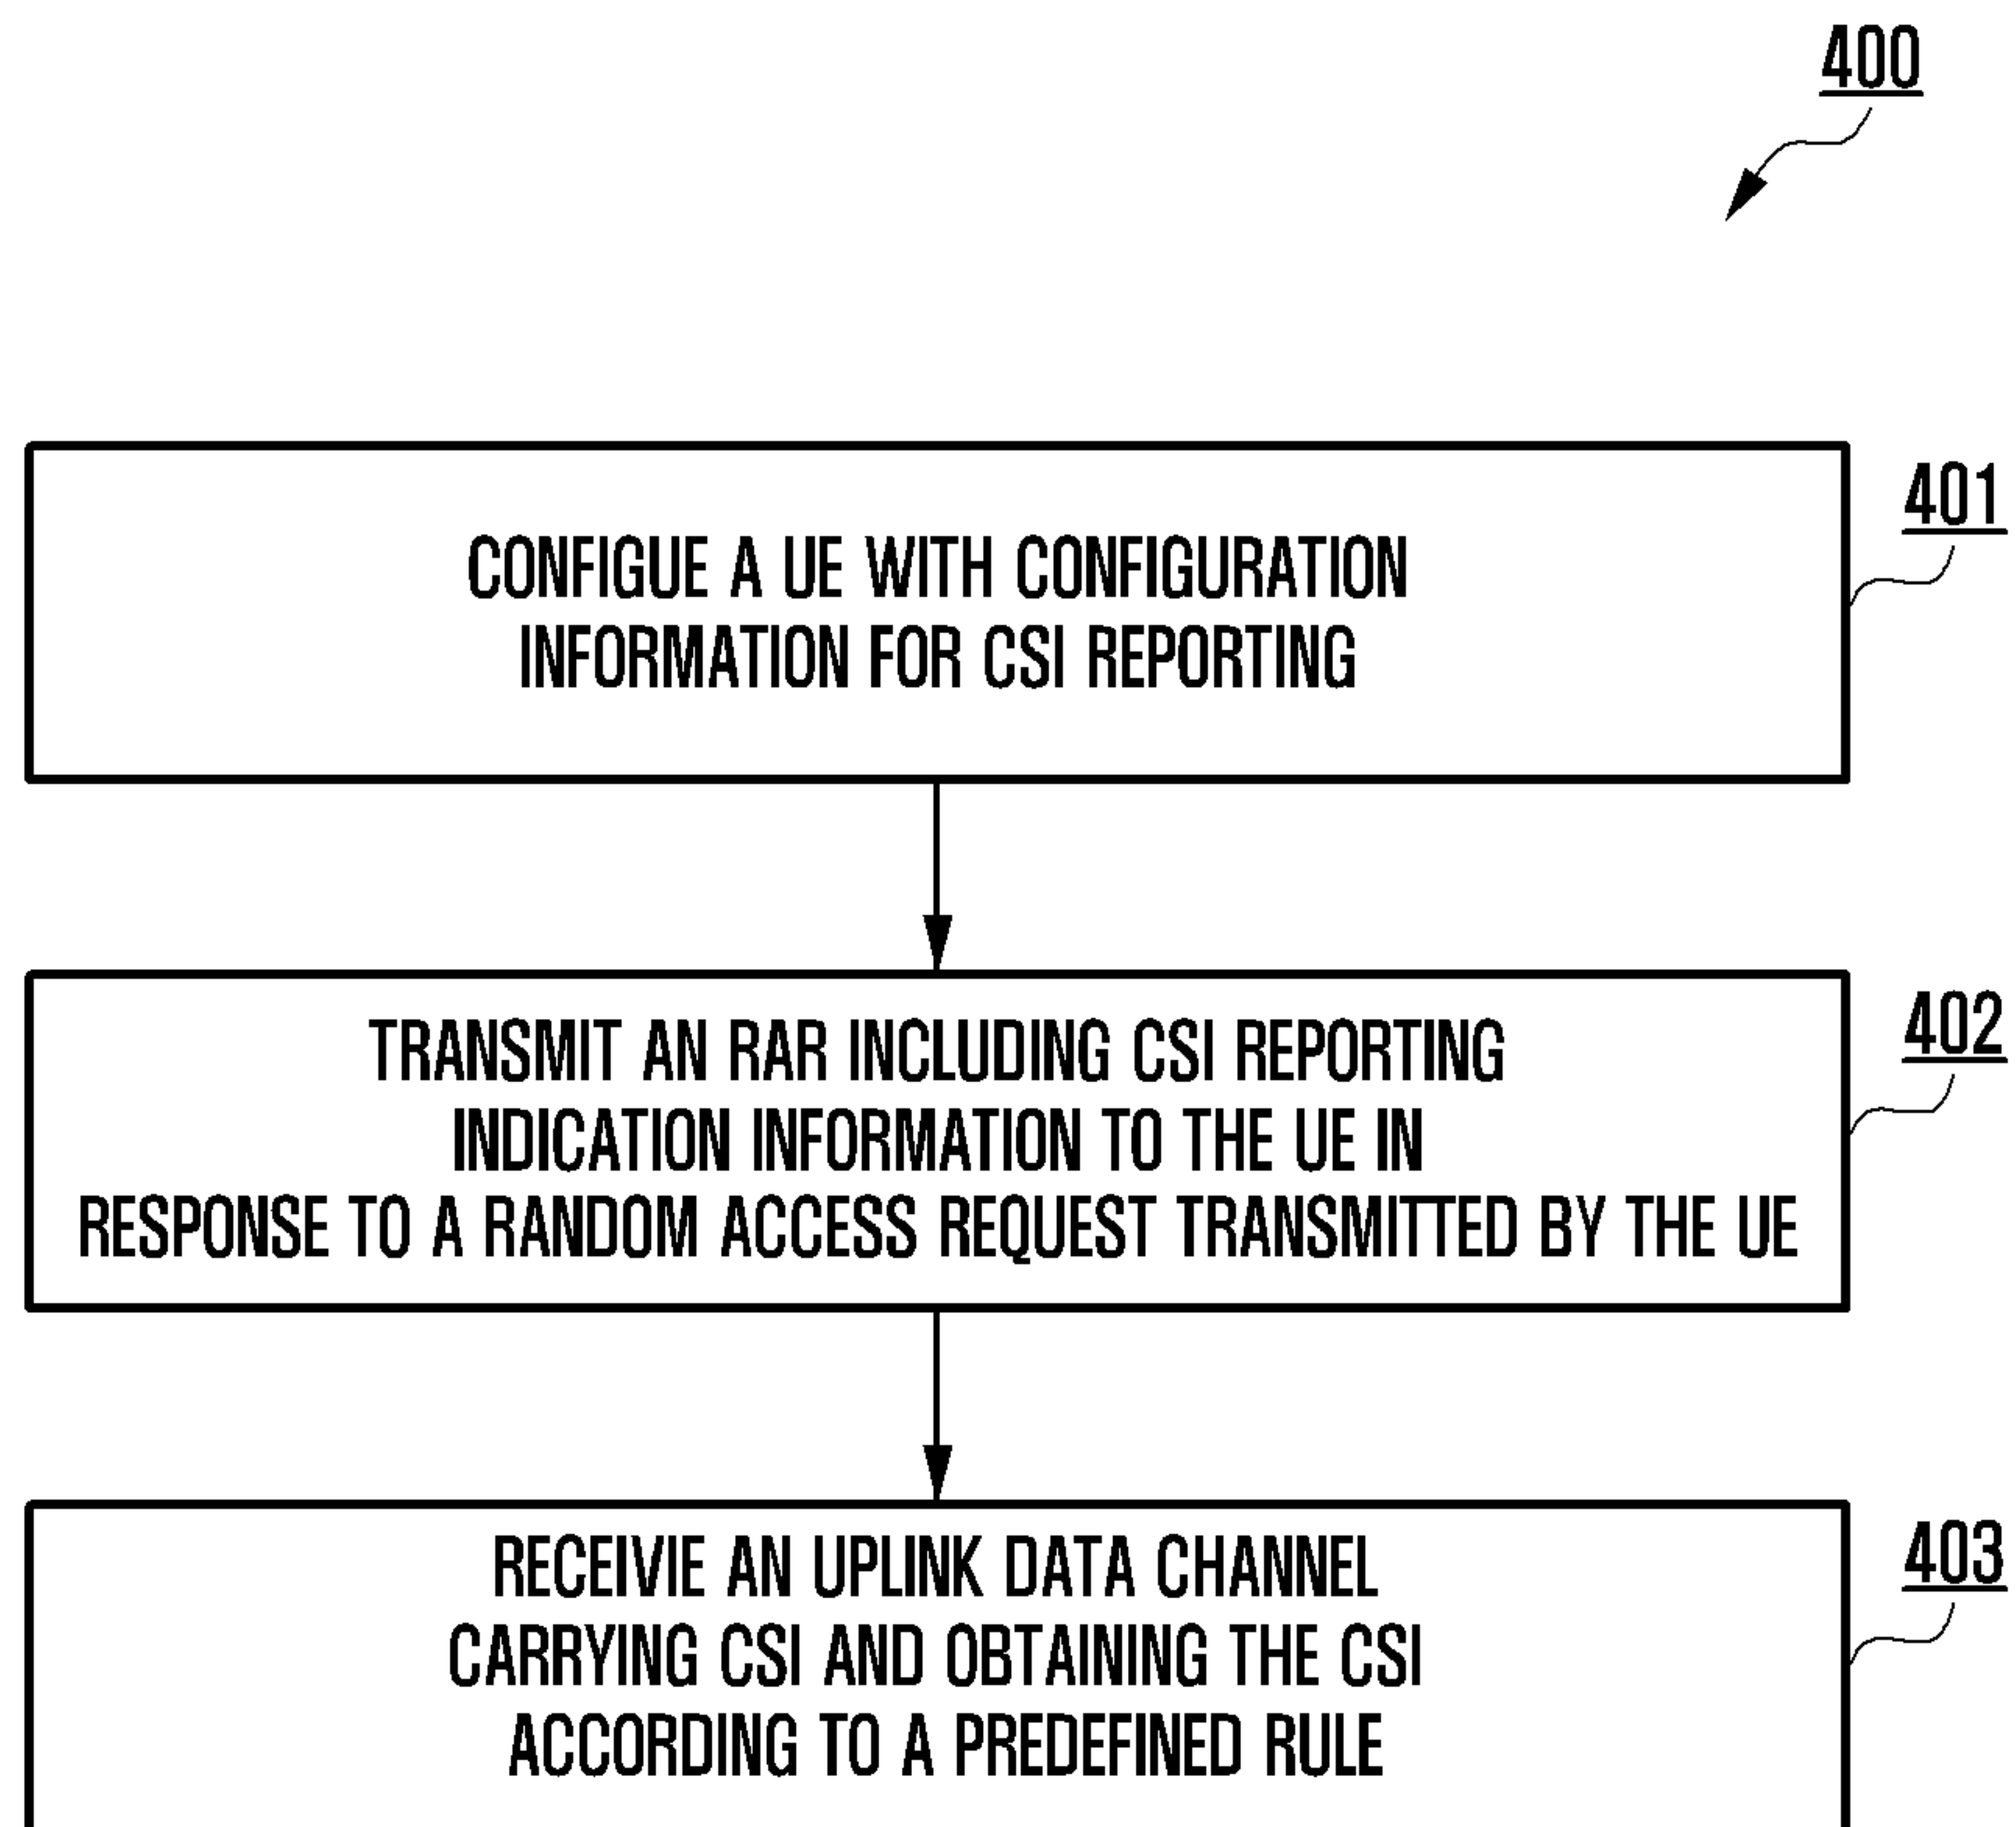 400
401
CONFIGUE A UE WITH CONFIGURATION
INFORMATION FOR CSI REPORTING
402
TRANSMIT AN RAR INCLUDING CSI REPORTING
INDICATION INFORMATION TO THE UE IN
RESPONSE TO A RANDOM ACCESS REQUEST TRANSMITTED BY THE UE
403
RECEIVIE AN UPLINK DATA CHANNEL
CARRYING CSI AND OBTAINING THE CSI
ACCORDING TO A PREDEFINED RULE